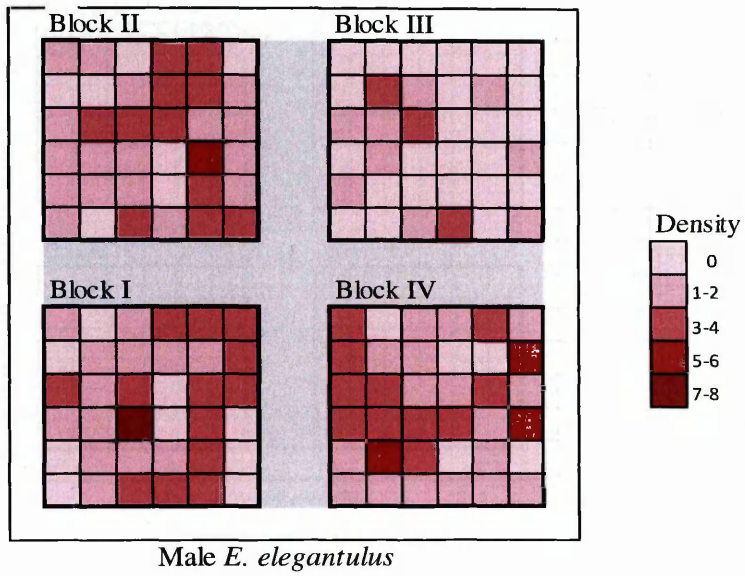 Block II
Block III
Block I
Block IV
Density
0
1-2
3-4
5-6
7-8
Male E. elegantulus